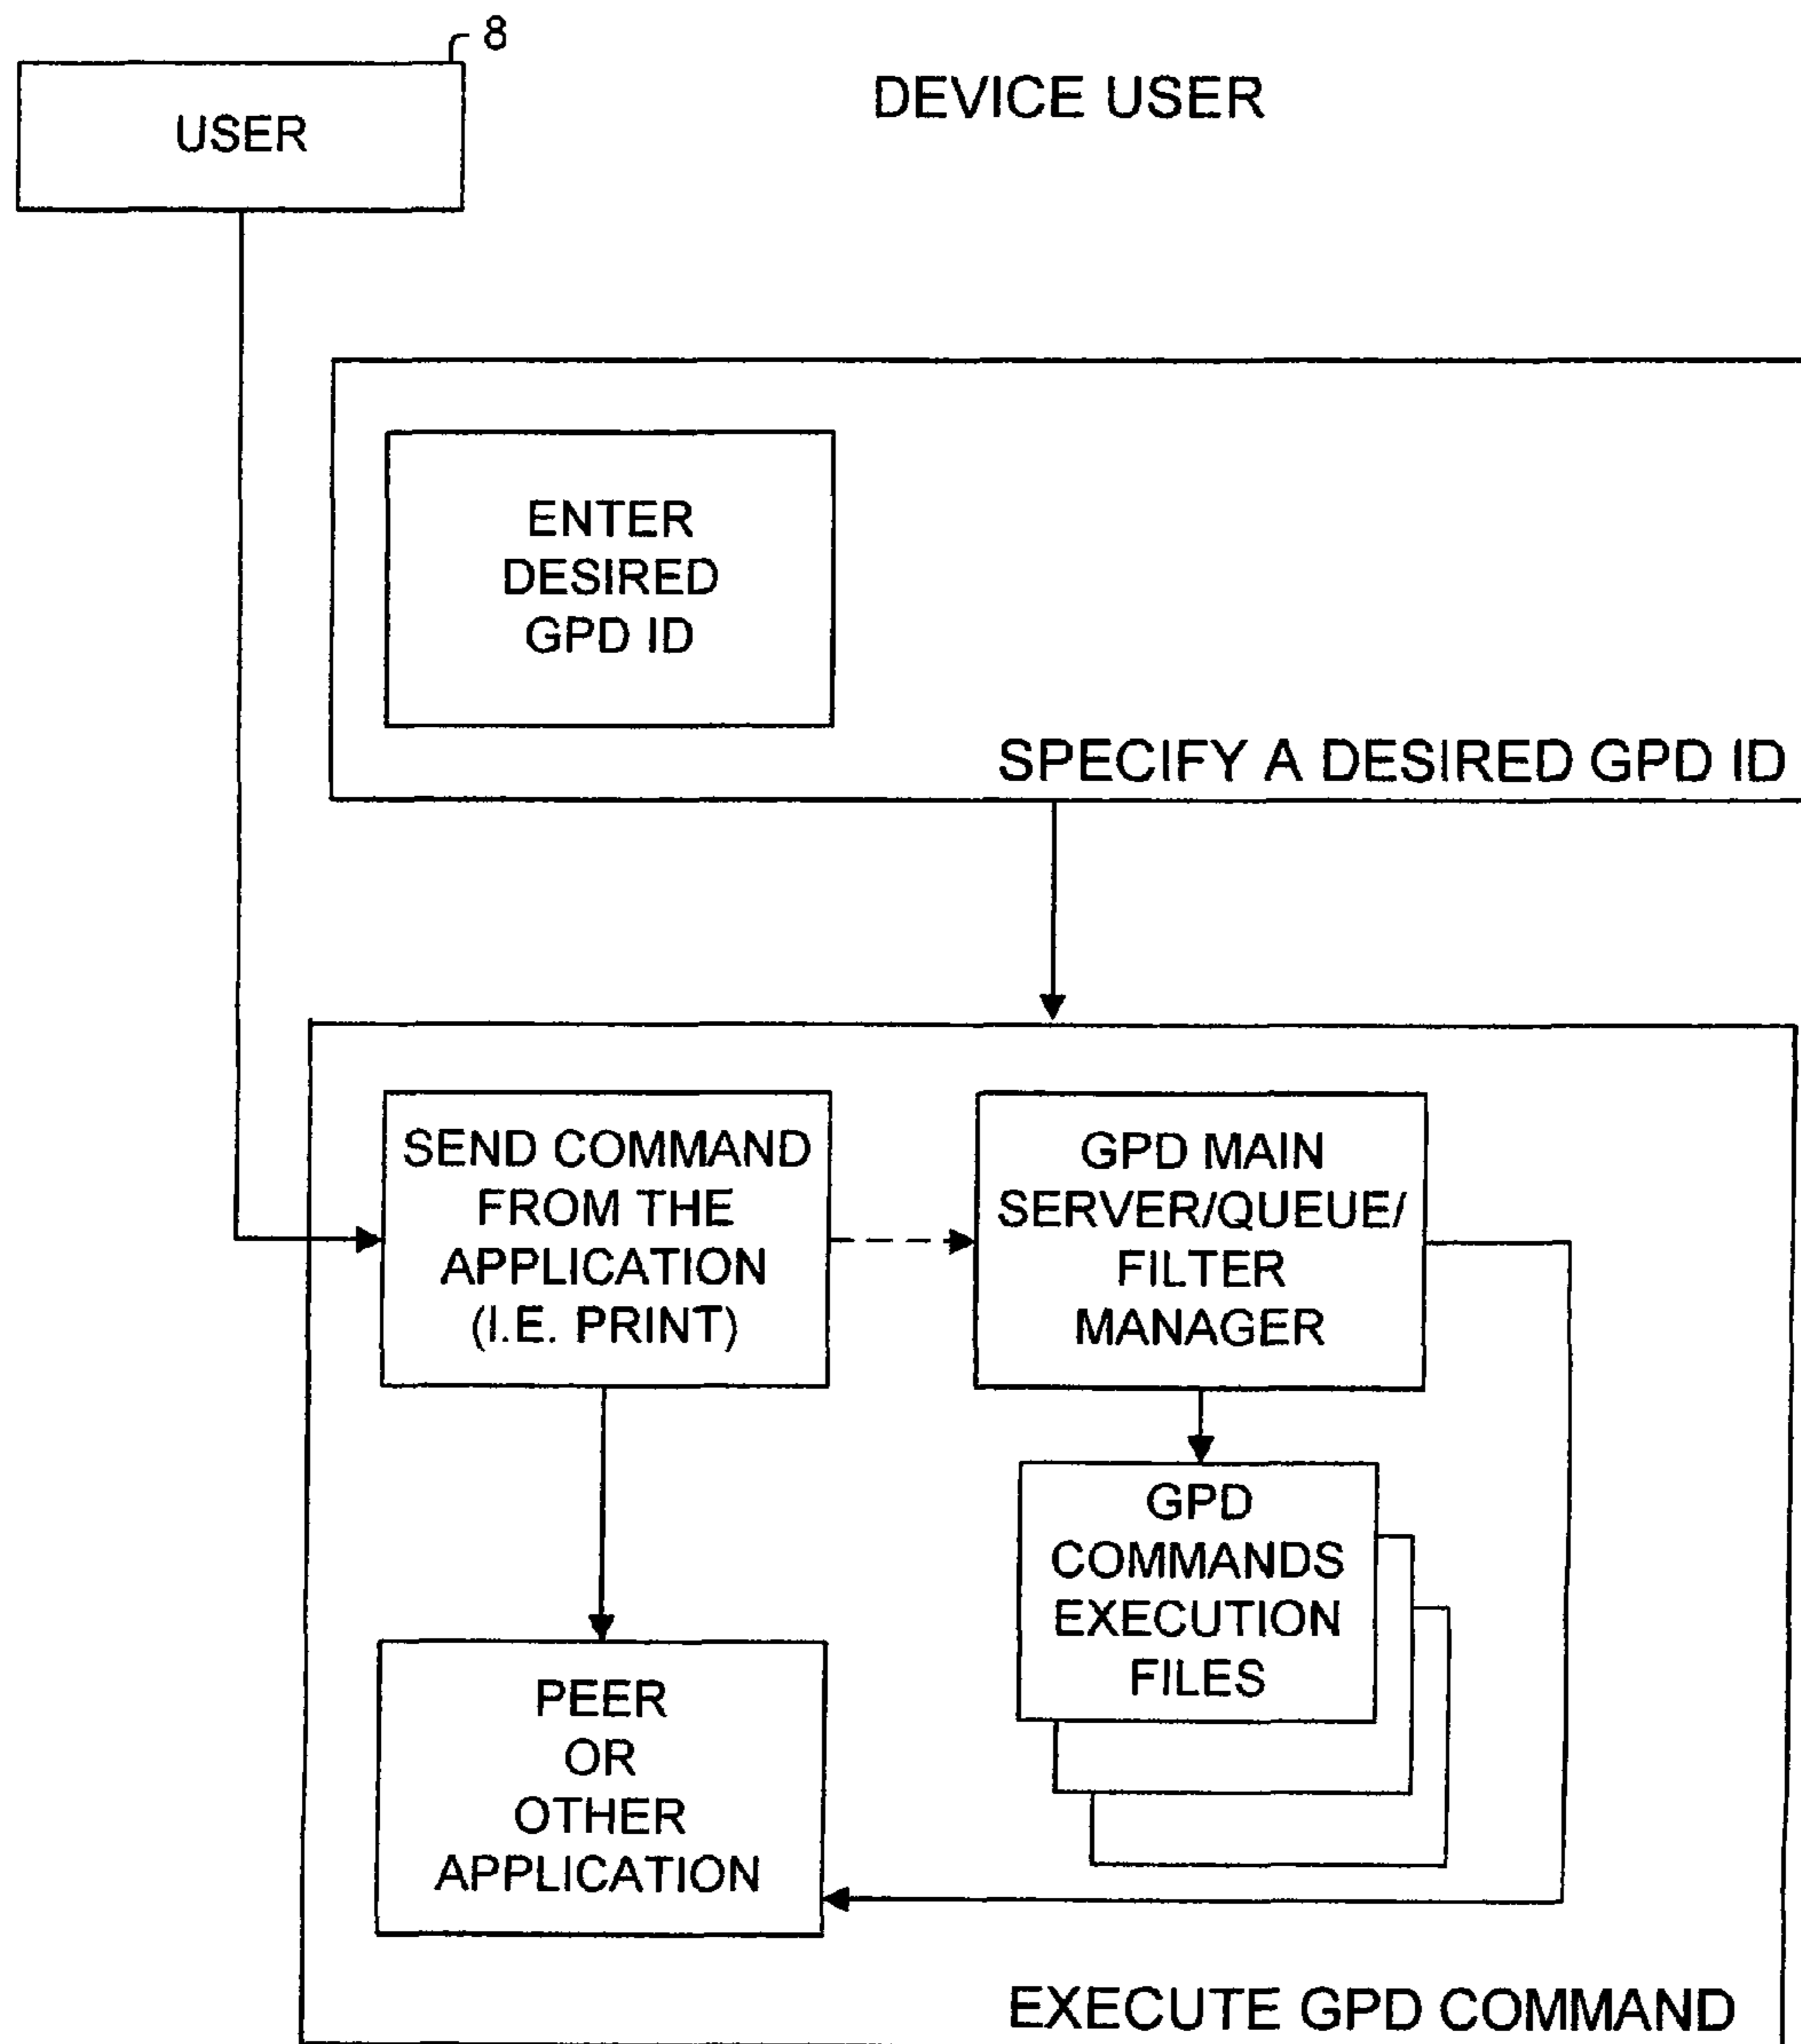 8
USER
DEVICE USER
ENTER
DESIRED
GPD ID
SPECIFY A DESIRED GPD ID
SEND COMMAND
FROM THE
APPLICATION
(I.E. PRINT)
GPD MAIN
SERVER/QUEUE/
FILTER
MANAGER
GPD
COMMANDS
EXECUTION
FILES
PEER
OR
OTHER
APPLICATION
EXECUTE GPD COMMAND